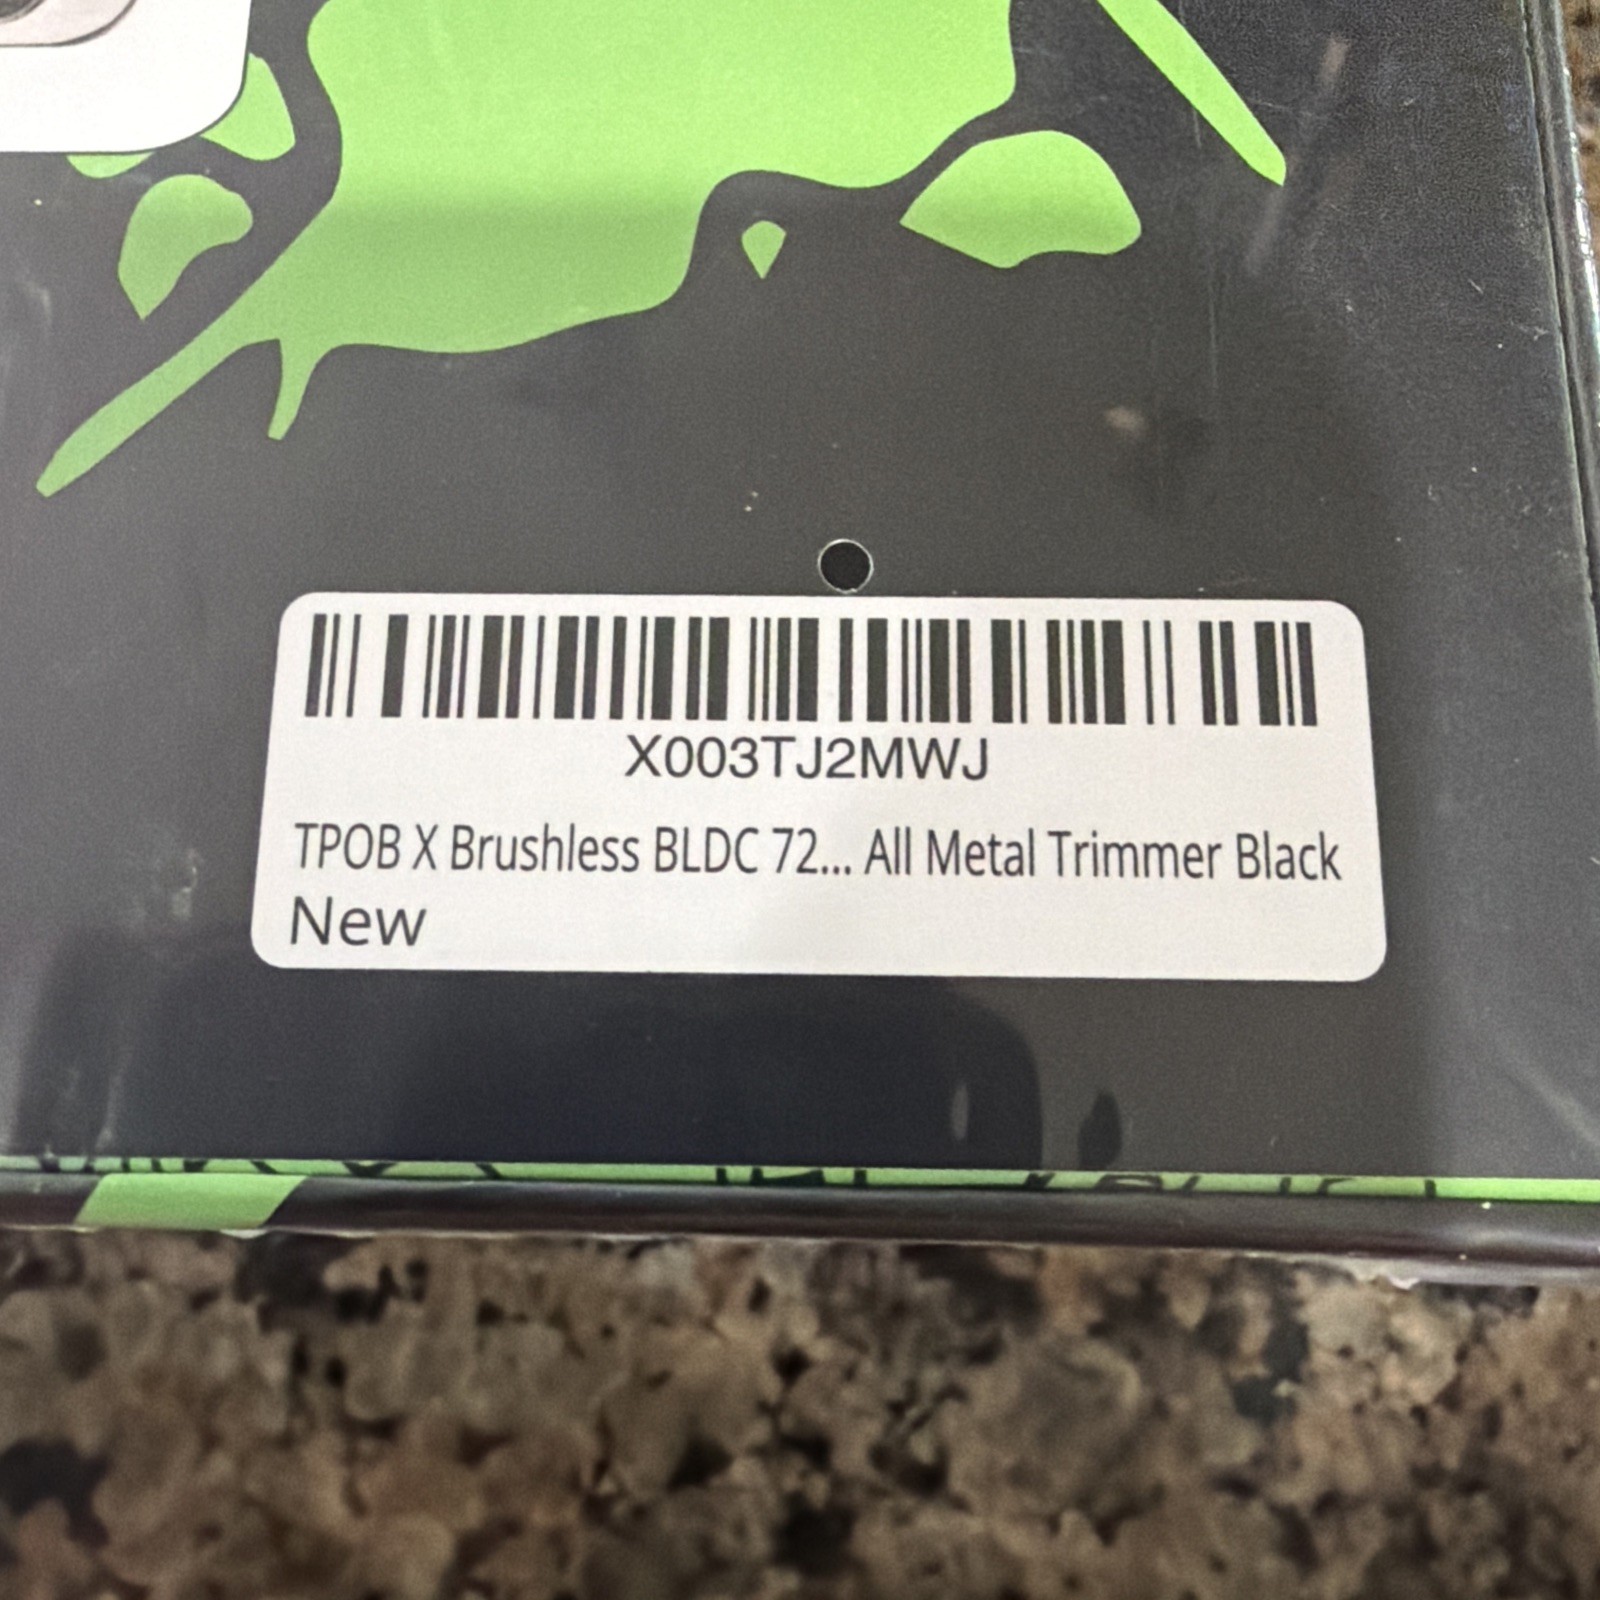 X003TJ2MWJ
TPOB X Brushless BLDC 72... All Metal Trimmer Black
New